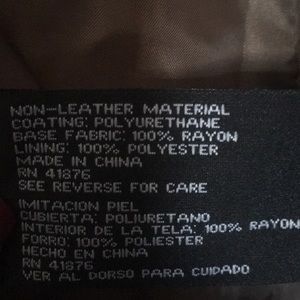 NON-LEATHER MATERIAL
COATING: POLYURETHANE
BASE FABRIC: 100% RAYON
LINING: 100% POLYESTER
MADE IN CHINA
RN 41876
SEE REVERSE FOR CARE
IMITACION PIEL
CUBIERTA: POLIURETANO
INTERIOR DE LA TELA: 100% RAYON
FORRO: 100% POLIESTER
HECHO EN CHINA
RN 41876
VER AL DORSO PARA CUIDADO